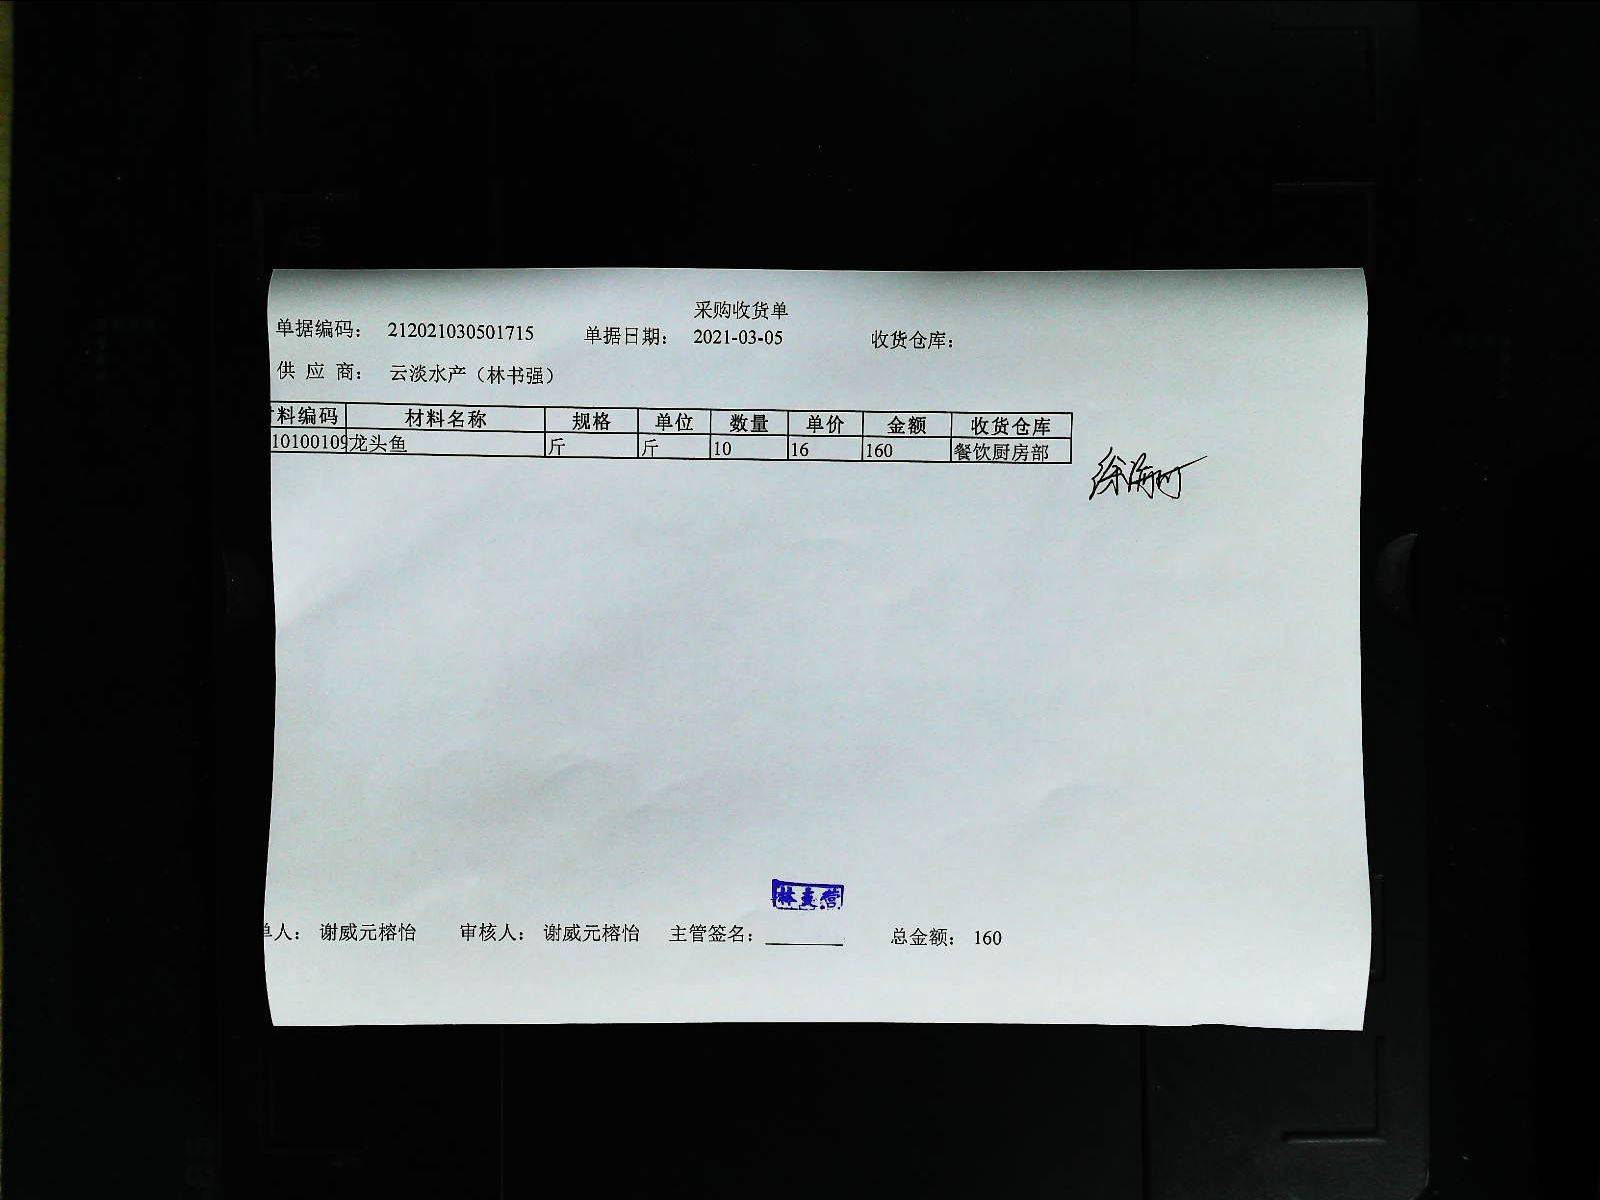 采购收货单
单据编码： 212021030501715 单据日期： 2021-03-05 收货仓库：
供 应 商： 云淡水产（林书强）
料编码 材料名称 规格 单位 数量 单价 金额 收货仓库
10100109 龙头鱼 斤 斤 10 16 160 餐饮厨房部
单人： 谢威元榕怡 审核人： 谢威元榕怡 主管签名： 总金额： 160